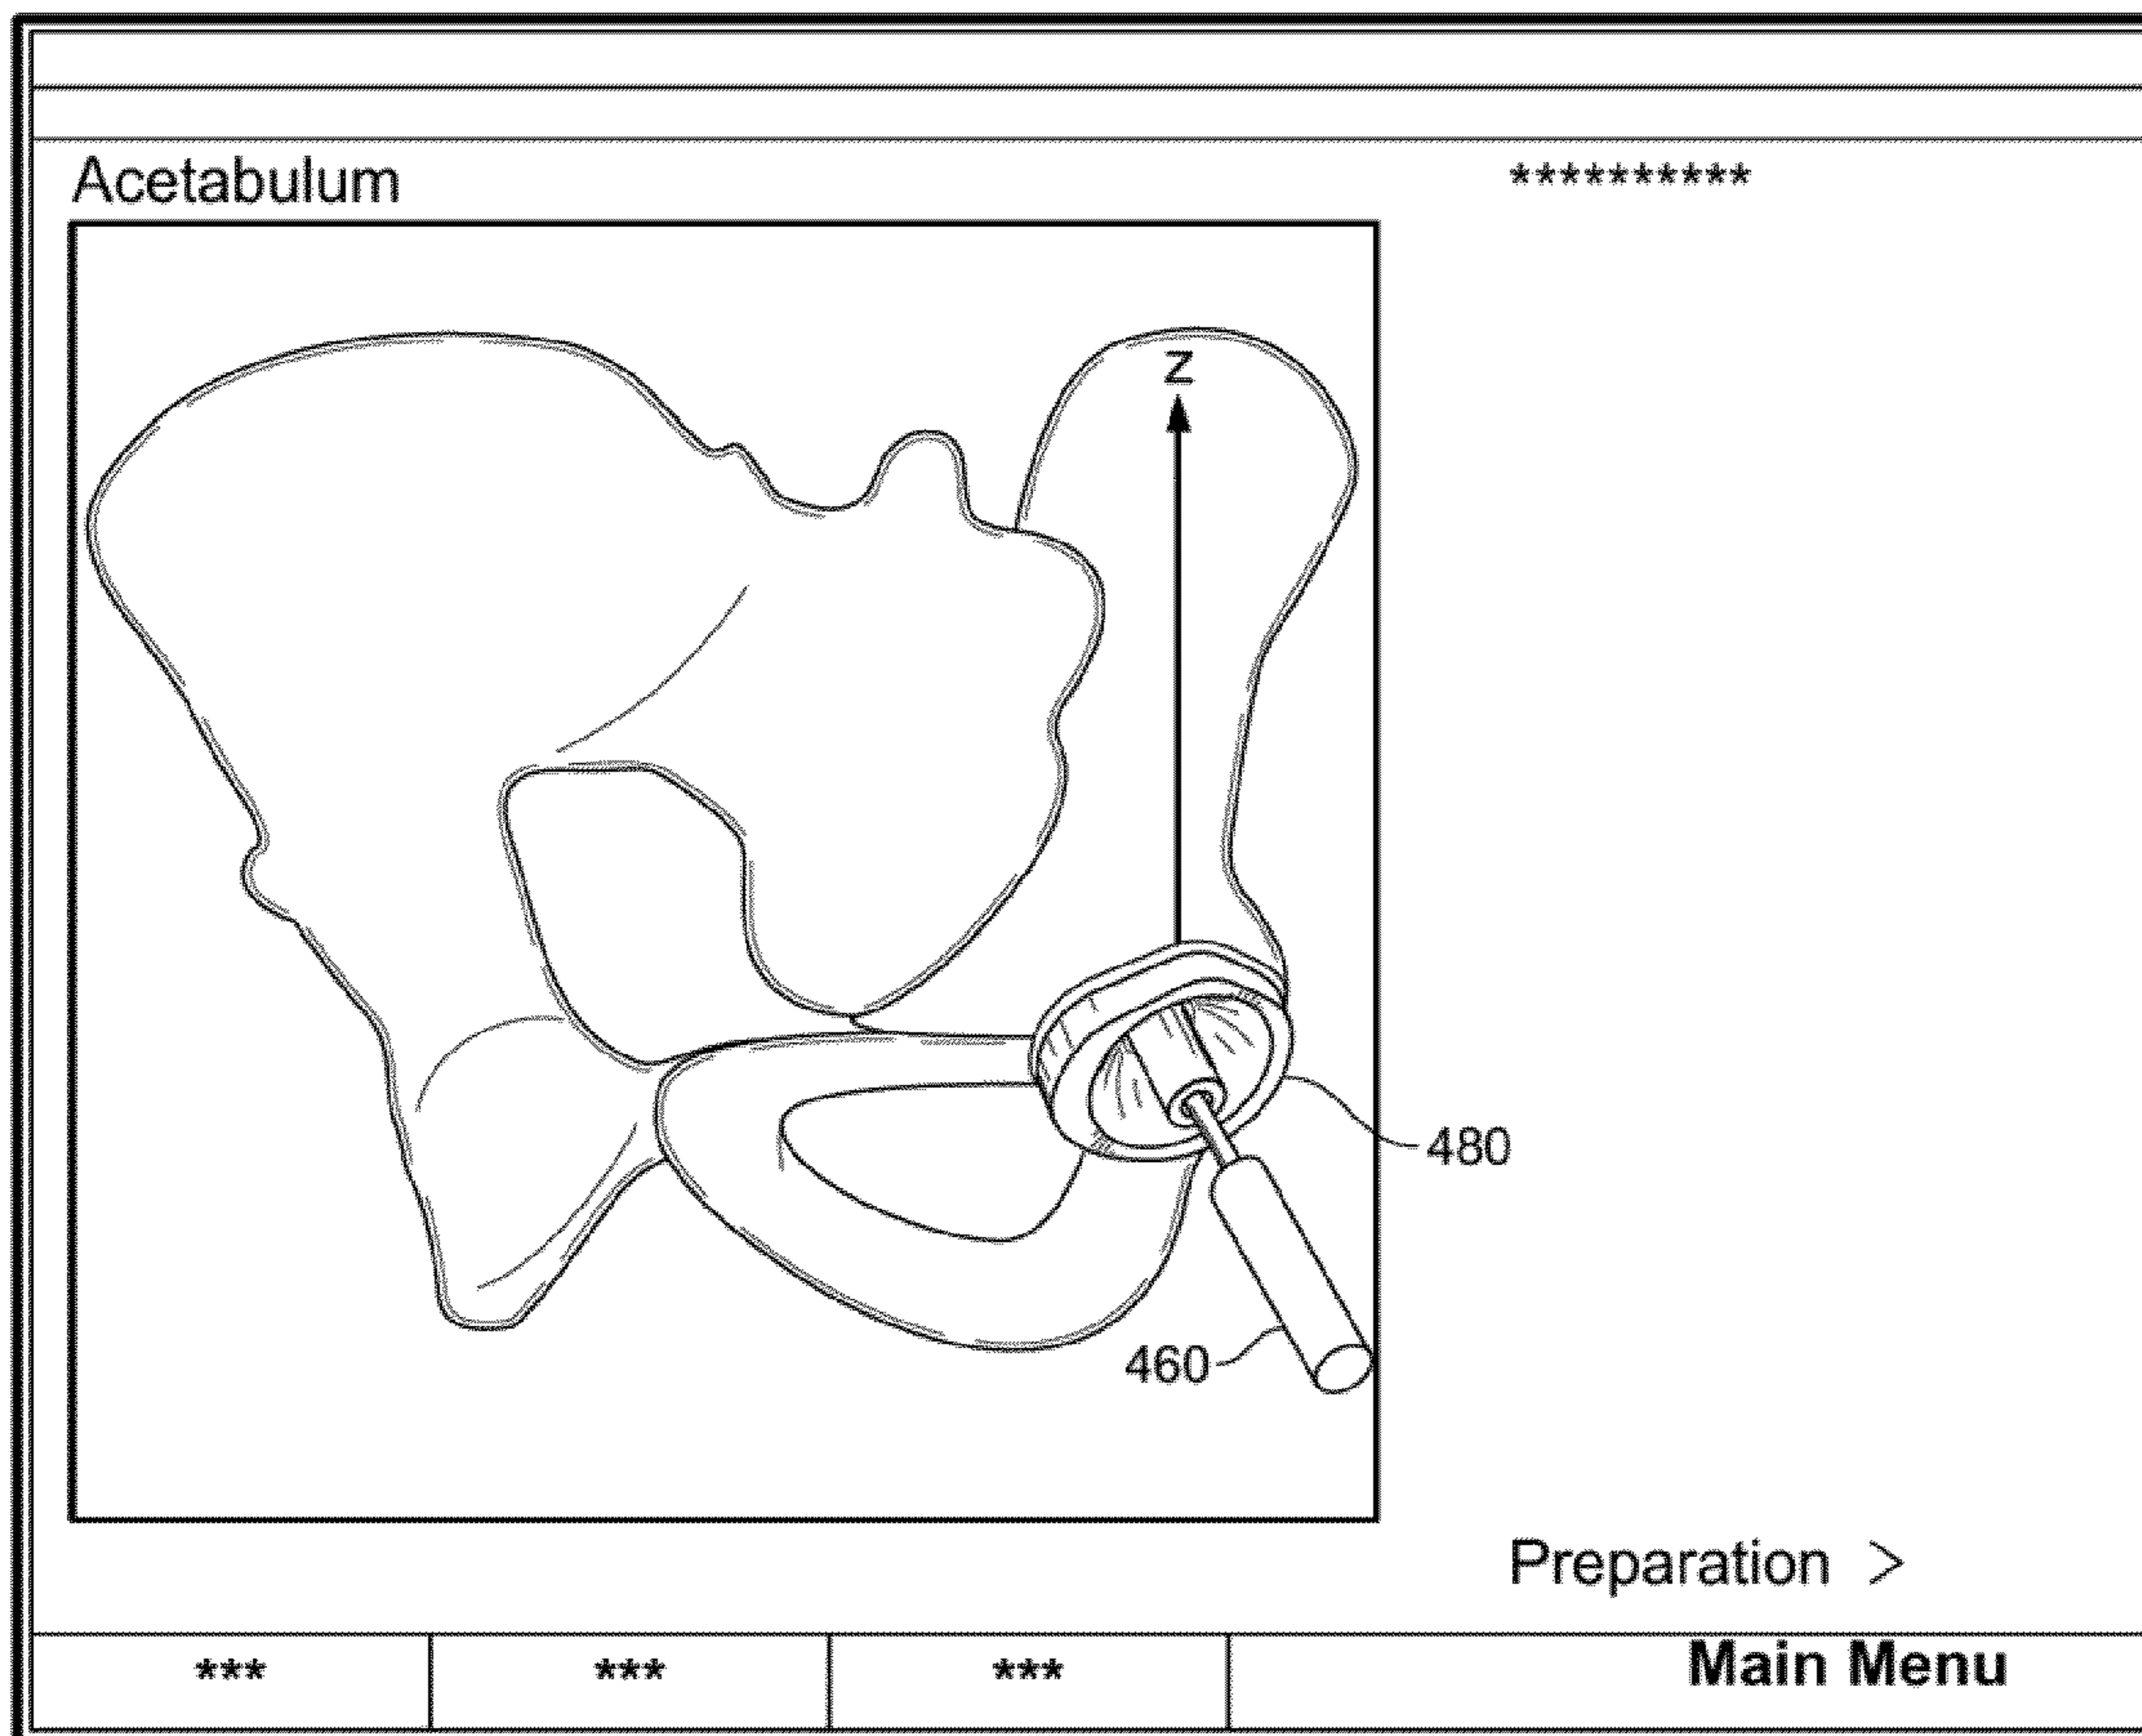 Acetabulum
**********
Z
480
460
Preparation >
*** *** *** Main Menu